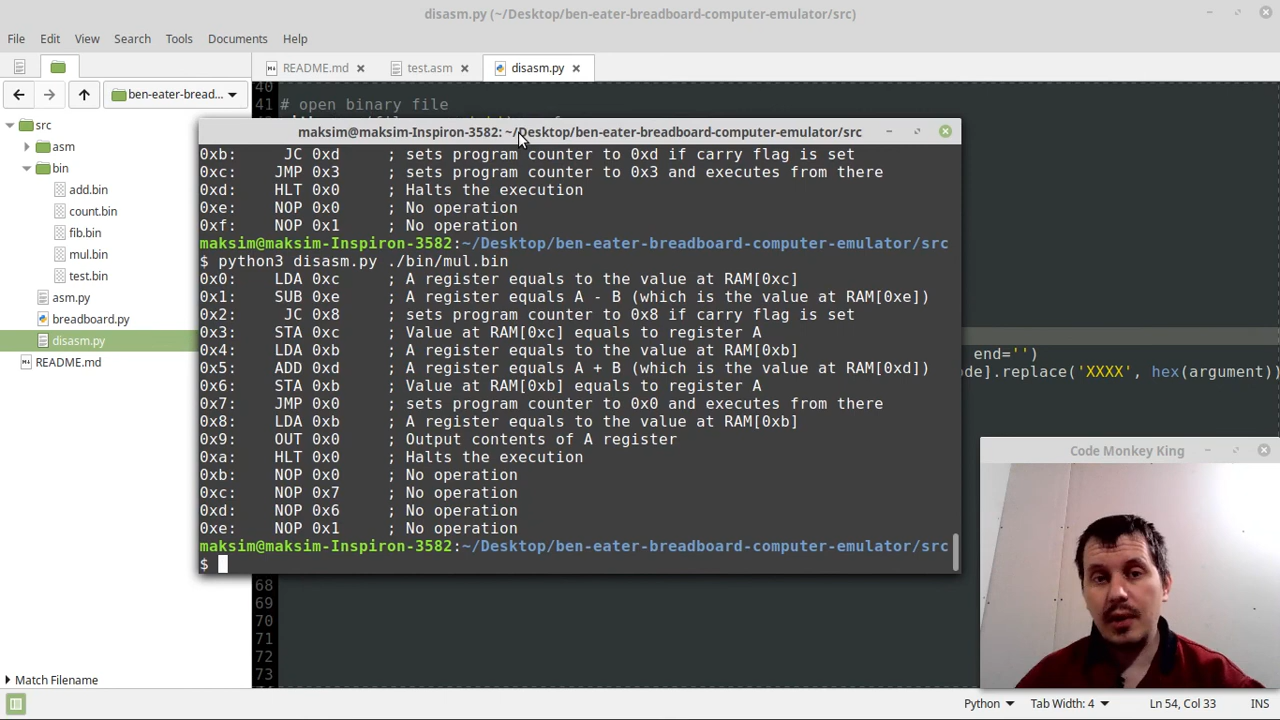 disasm.py (~/Desktop/ben-eater-breadboard-computer-emulator/src)
File Edit View Search Tools Documents Help
README.md test.asm disasm.py
ben-eater-bread...
src
asm
bin
add.bin
count.bin
fib.bin
mul.bin
test.bin
asm.py
breadboard.py
disasm.py
README.md
Match Filename
40
41 # open binary file
maksim@maksim-Inspiron-3582: ~/Desktop/ben-eater-breadboard-computer-emulator/src
0xb: JC 0xd ; sets program counter to 0xd if carry flag is set
0xc: JMP 0x3 ; sets program counter to 0x3 and executes from there
0xd: HLT 0x0 ; Halts the execution
0xe: NOP 0x0 ; No operation
0xf: NOP 0x1 ; No operation
maksim@maksim-Inspiron-3582:~/Desktop/ben-eater-breadboard-computer-emulator/src
$ python3 disasm.py ./bin/mul.bin
0x0: LDA 0xc ; A register equals to the value at RAM[0xc]
0x1: SUB 0xe ; A register equals A - B (which is the value at RAM[0xe])
0x2: JC 0x8 ; sets program counter to 0x8 if carry flag is set
0x3: STA 0xc ; Value at RAM[0xc] equals to register A
0x4: LDA 0xb ; A register equals to the value at RAM[0xb]
0x5: ADD 0xd ; A register equals A + B (which is the value at RAM[0xd])
0x6: STA 0xb ; Value at RAM[0xb] equals to register A
0x7: JMP 0x0 ; sets program counter to 0x0 and executes from there
0x8: LDA 0xb ; A register equals to the value at RAM[0xb]
0x9: OUT 0x0 ; Output contents of A register
0xa: HLT 0x0 ; Halts the execution
0xb: NOP 0x0 ; No operation
0xc: NOP 0x7 ; No operation
0xd: NOP 0x6 ; No operation
0xe: NOP 0x1 ; No operation
maksim@maksim-Inspiron-3582:~/Desktop/ben-eater-breadboard-computer-emulator/src
$
end='')
ode].replace('XXXX', hex(argument))
Code Monkey King
68
69
70
71
72
73
Python Tab Width: 4 Ln 54, Col 33 INS